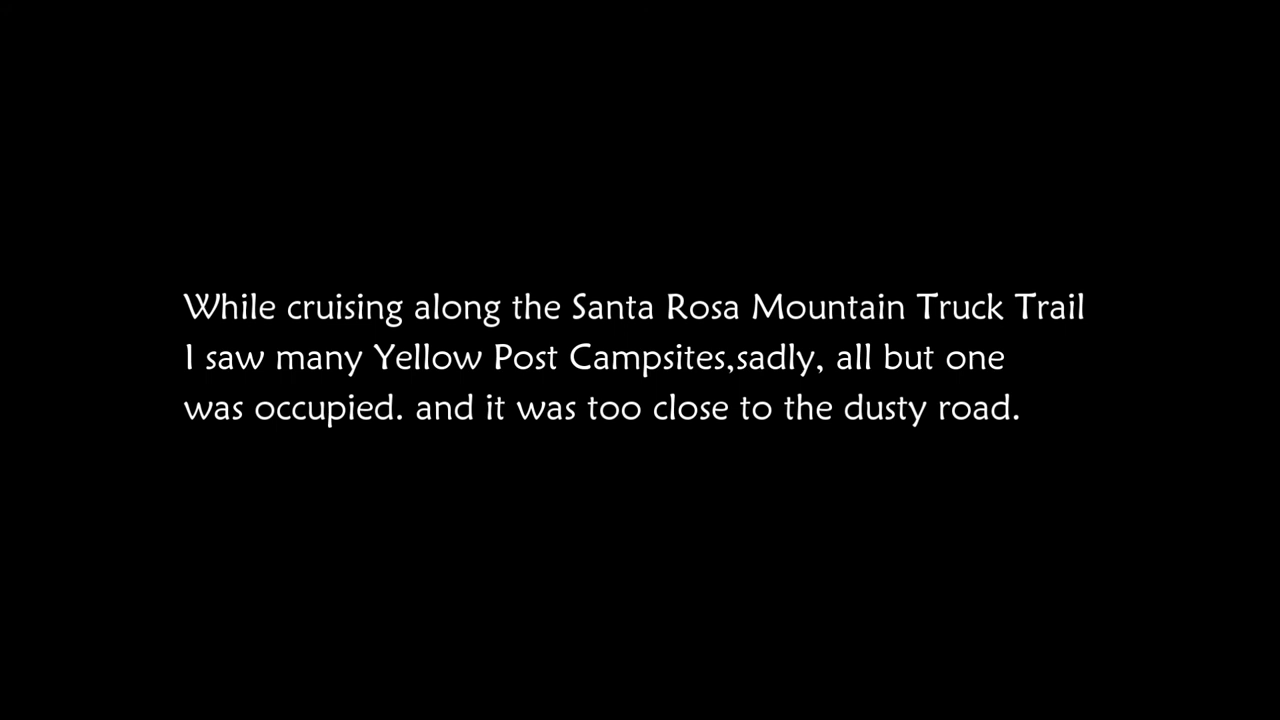 While cruising along the Santa Rosa Mountain Truck Trail
I saw many Yellow Post Campsites,sadly, all but one
was occupied. and it was too close to the dusty road.